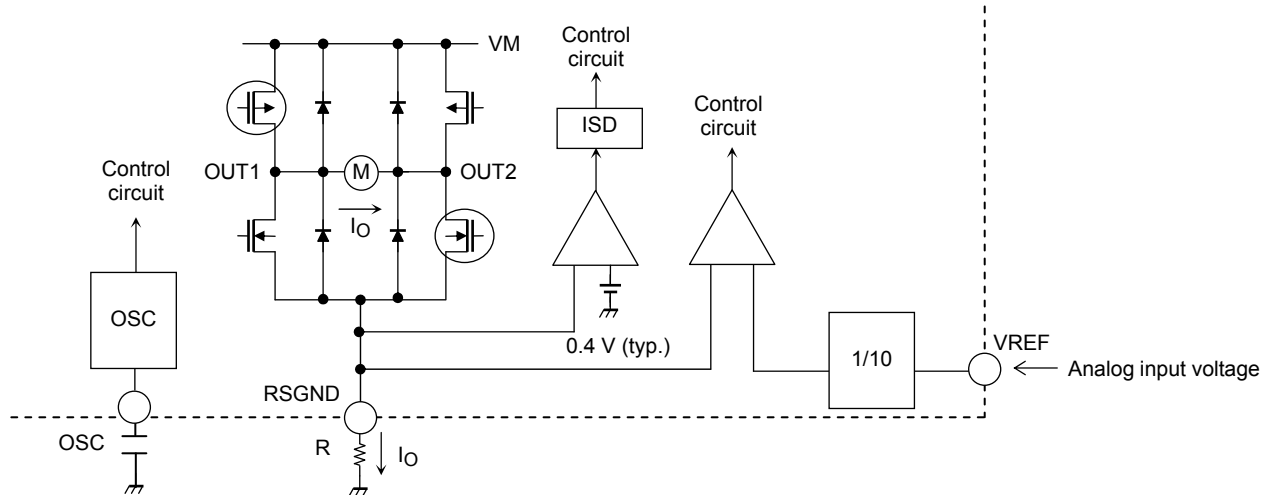 VM
Control
circuit
ISD
Control
circuit
Control
circuit
OUT1
M
OUT2
IO
OSC
0.4 V (typ.)
1/10
VREF
Analog input voltage
RSGND
OSC
R
IO